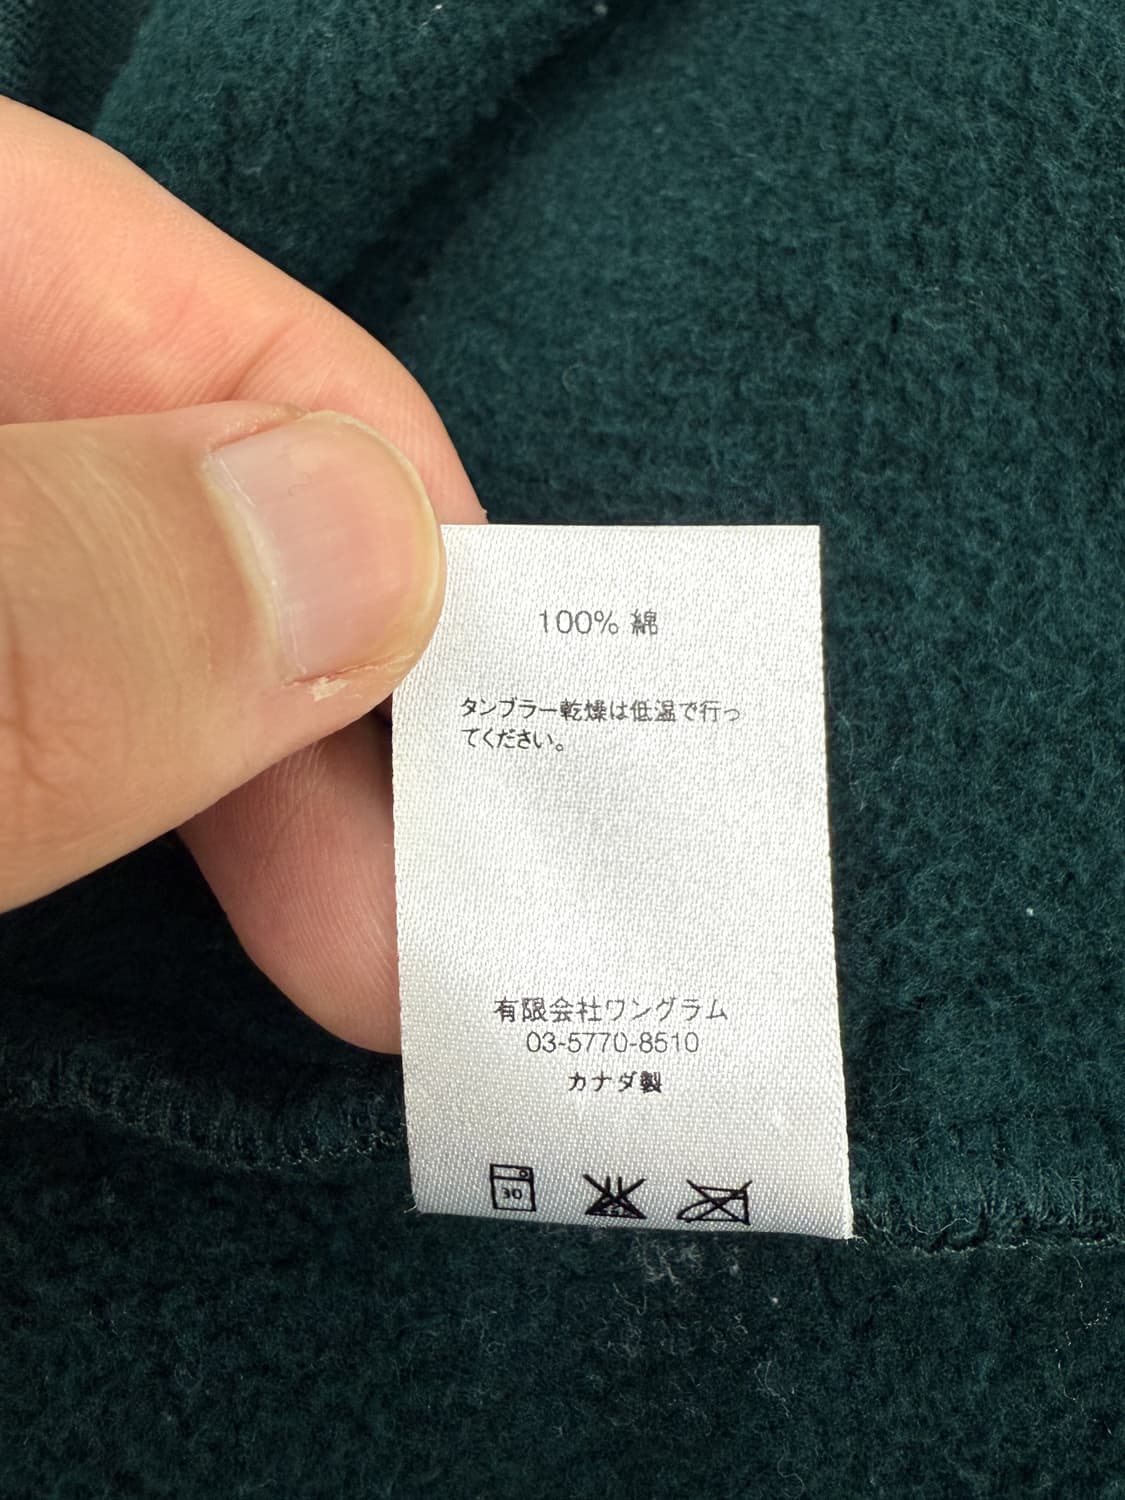 100% 綿
タンブラー乾燥は低温で行っ
てください。
有限会社ワングラム
03-5770-8510
カナダ製
30